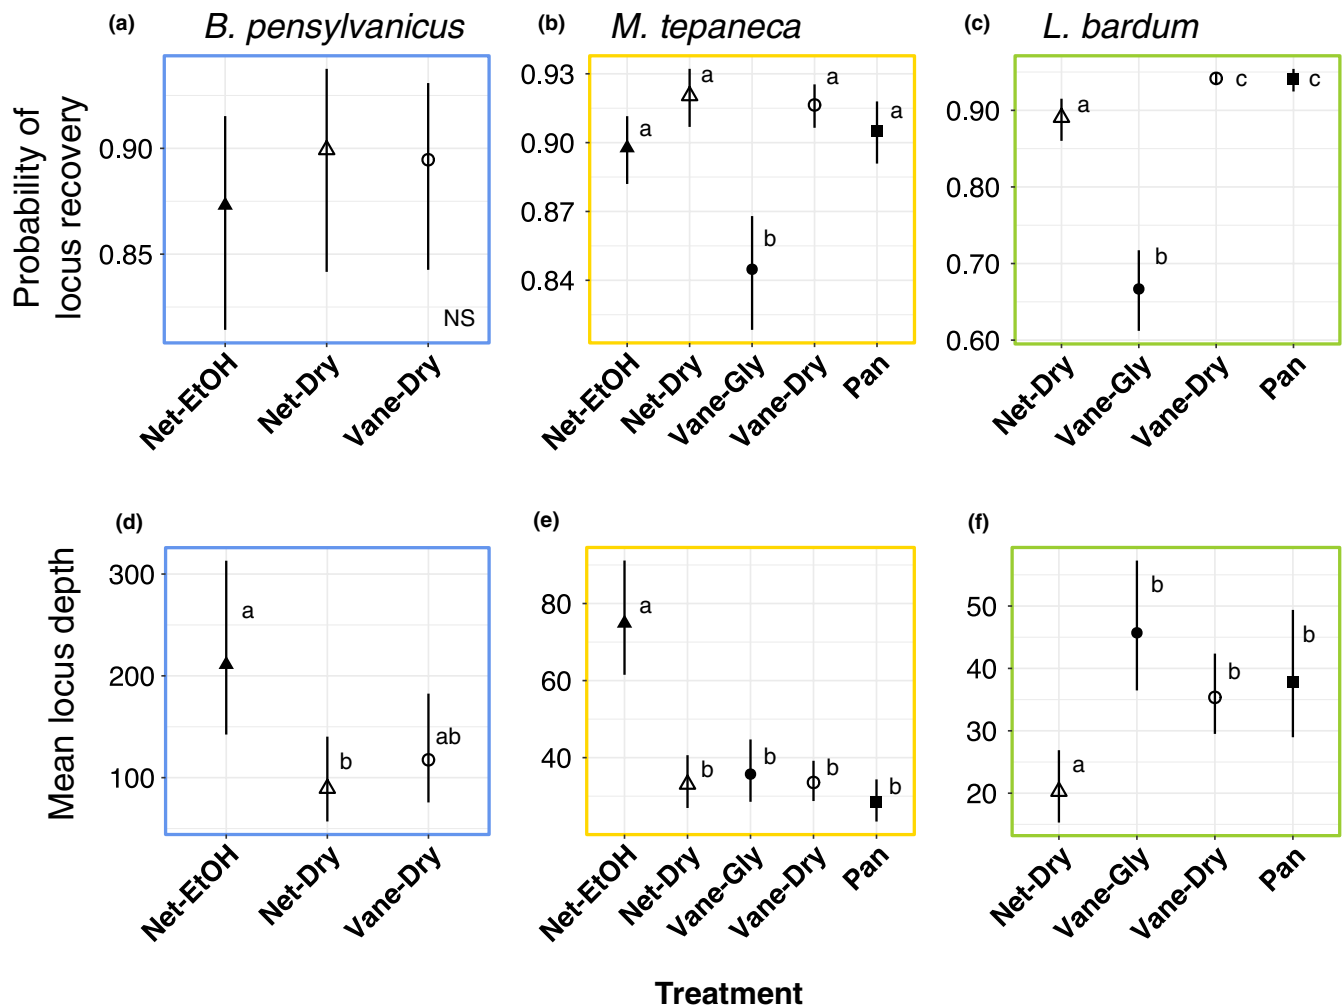 (a) B. pensylvanicus (b) M. tepaneca (c) L. bardum
Probability of
locus recovery
0.90
0.85
NS
Net-EtOH
Net-Dry
Vane-Dry
0.93
0.90
0.87
0.84
a
a
b
a
a
Net-EtOH
Net-Dry
Vane-Gly
Vane-Dry
Pan
0.90
0.80
0.70
0.60
a
b
c
c
Net-Dry
Vane-Gly
Vane-Dry
Pan
(d) (e) (f)
Mean locus depth
300
200
100
a
b
ab
Net-EtOH
Net-Dry
Vane-Dry
80
60
40
a
b
b
b
b
Net-EtOH
Net-Dry
Vane-Gly
Vane-Dry
Pan
50
40
30
20
a
b
b
b
Net-Dry
Vane-Gly
Vane-Dry
Pan
Treatment